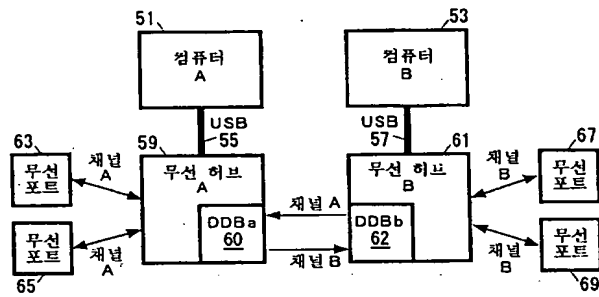 51
컴퓨터
A
53
컴퓨터
B
USB
55
USB
57
63
무선
포트
채널
A
59
무선 허브
A
DDBa
60
채널 A
채널 B
61
무선 허브
B
DDBb
62
채널
B
67
무선
포트
65
무선
포트
채널
A
채널
B
69
무선
포트